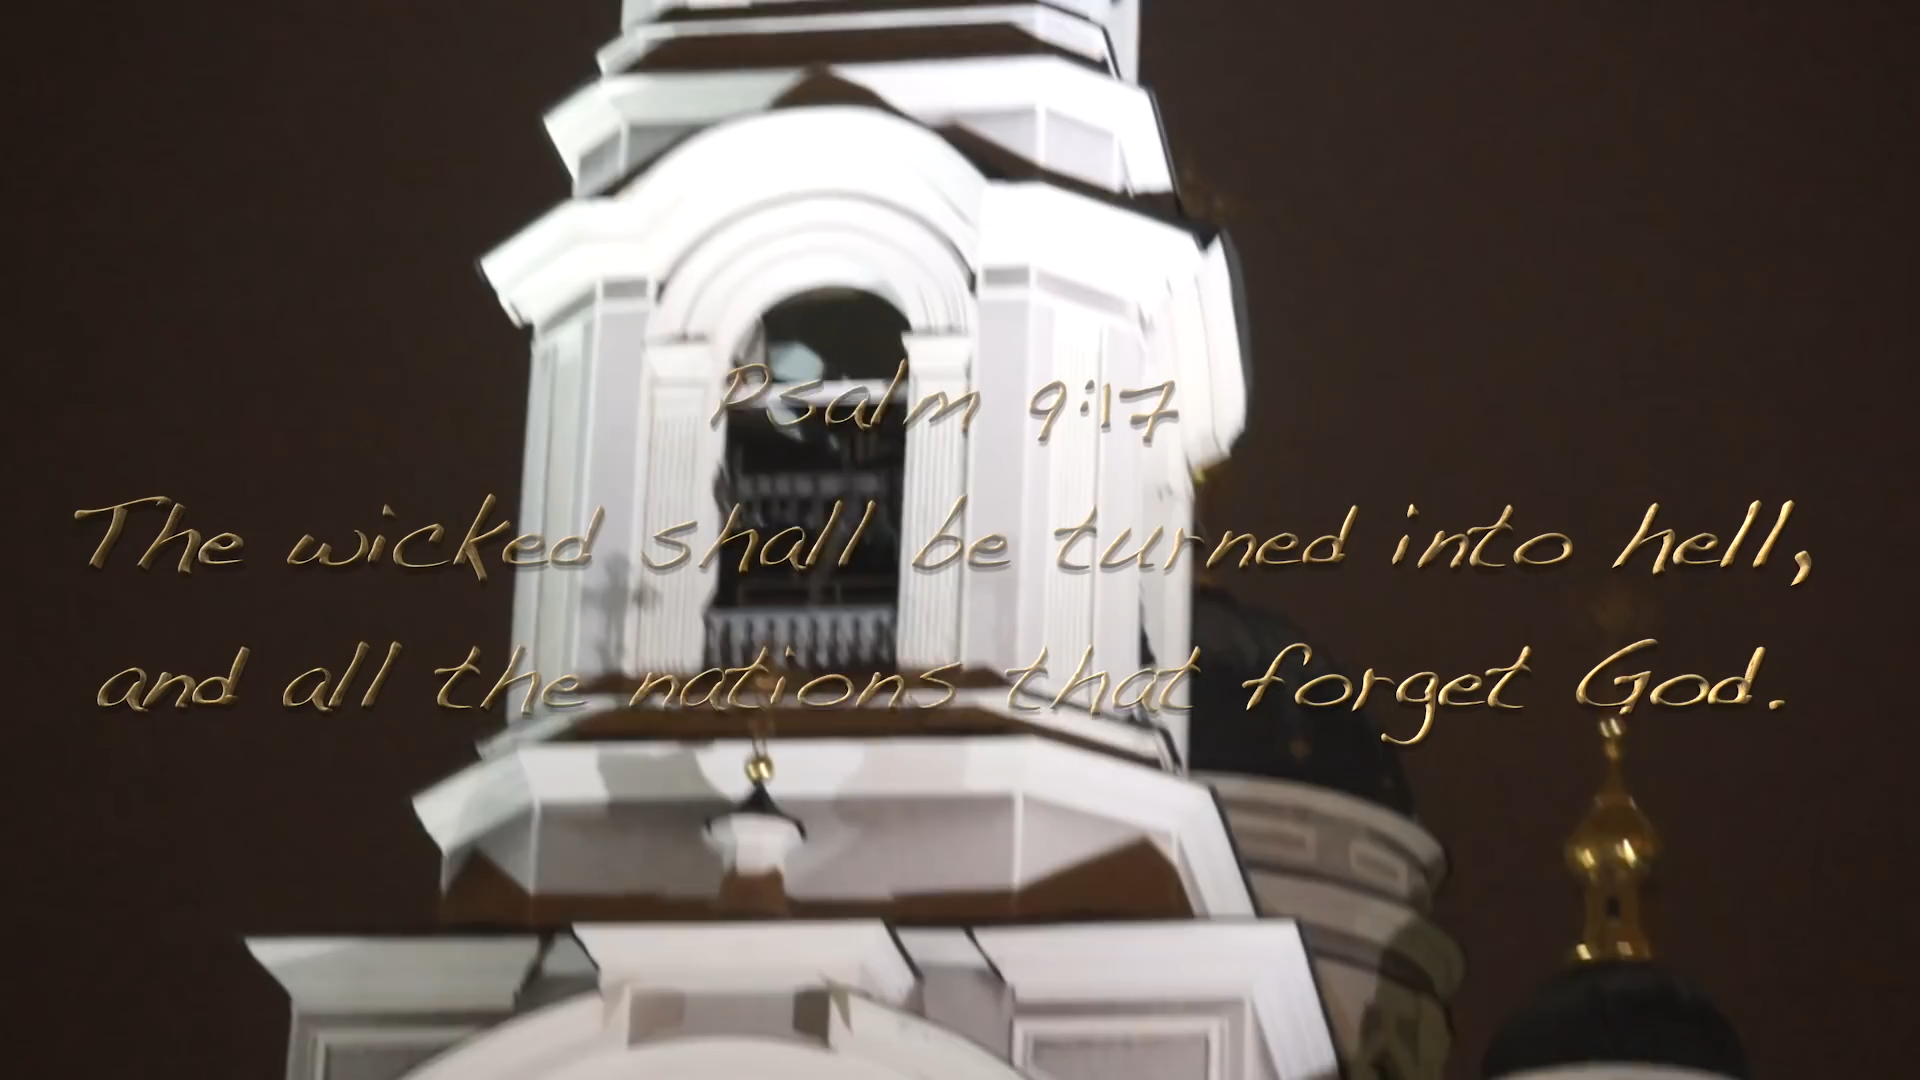 Psalm 9:17
The wicked shall be turned into hell,
and all the nations that forget God.